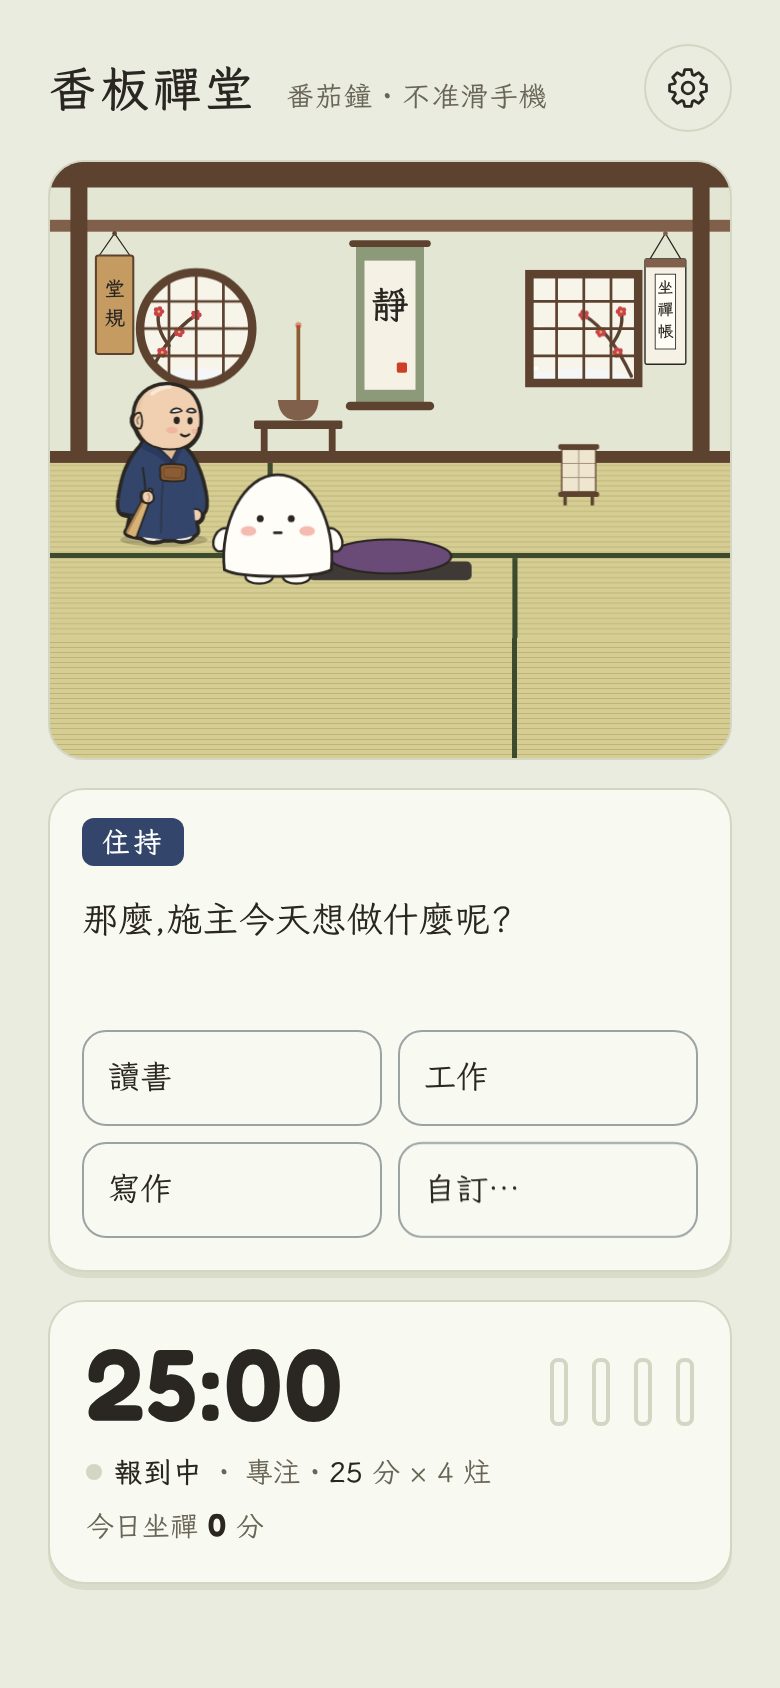 香板禪堂
番茄鐘・不准滑手機
堂規
靜
坐禪帳
住持
那麼,施主今天想做什麼呢?
讀書
工作
寫作
自訂⋯
25:00
報到中 · 專注・25 分 × 4 炷
今日坐禪 0 分